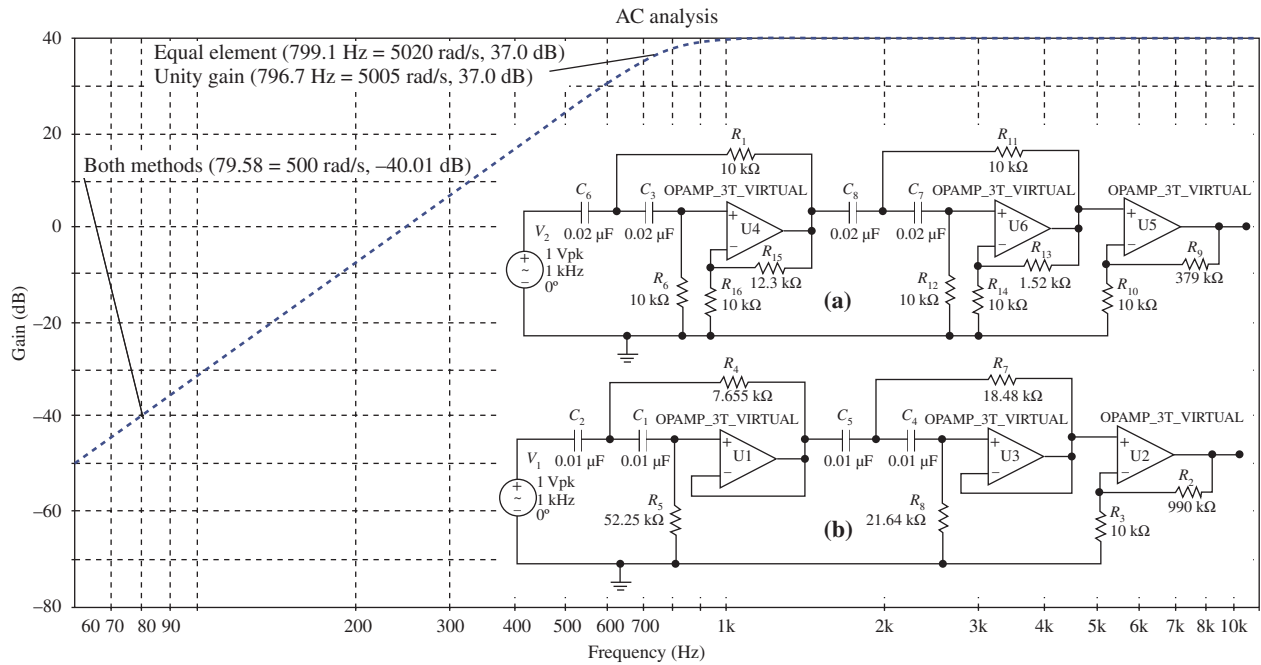 AC analysis
Equal element (799.1 Hz = 5020 rad/s, 37.0 dB)
Unity gain (796.7 Hz = 5005 rad/s, 37.0 dB)
Both methods (79.58 = 500 rad/s, –40.01 dB)
Gain (dB)
40
20
0
–20
–40
–60
–80
60 70 80 90 100 200 300 400 500 600 700 1k 2k 3k 4k 5k 6k 7k 8k 10k
Frequency (Hz)
R1
10 kΩ
R11
10 kΩ
C6
0.02 µF
C3
0.02 µF
OPAMP_3T_VIRTUAL
U4
C8
0.02 µF
C7
0.02 µF
OPAMP_3T_VIRTUAL
U6
OPAMP_3T_VIRTUAL
U5
V2
1 Vpk
1 kHz
0º
R6
10 kΩ
R16
10 kΩ
R15
12.3 kΩ
(a)
R12
10 kΩ
R14
10 kΩ
R13
1.52 kΩ
R10
10 kΩ
R9
379 kΩ
R4
7.655 kΩ
R7
18.48 kΩ
C2
0.01 µF
C1
0.01 µF
OPAMP_3T_VIRTUAL
U1
C5
0.01 µF
C4
0.01 µF
OPAMP_3T_VIRTUAL
U3
OPAMP_3T_VIRTUAL
U2
V1
1 Vpk
1 kHz
0º
R5
52.25 kΩ
(b)
R8
21.64 kΩ
R3
10 kΩ
R2
990 kΩ